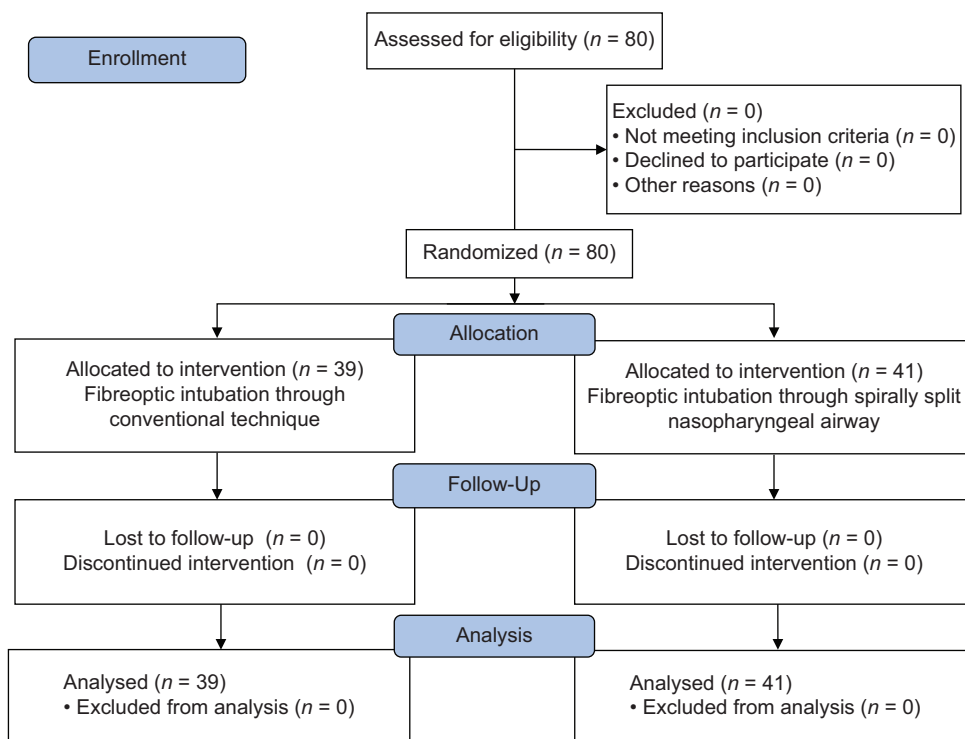 Enrollment
Assessed for eligibility (n = 80)
Excluded (n = 0)
• Not meeting inclusion criteria (n = 0)
• Declined to participate (n = 0)
• Other reasons (n = 0)
Randomized (n = 80)
Allocation
Allocated to intervention (n = 39)
Fibreoptic intubation through
conventional technique
Allocated to intervention (n = 41)
Fibreoptic intubation through spirally split
nasopharyngeal airway
Follow-Up
Lost to follow-up (n = 0)
Discontinued intervention (n = 0)
Lost to follow-up (n = 0)
Discontinued intervention (n = 0)
Analysis
Analysed (n = 39)
• Excluded from analysis (n = 0)
Analysed (n = 41)
• Excluded from analysis (n = 0)